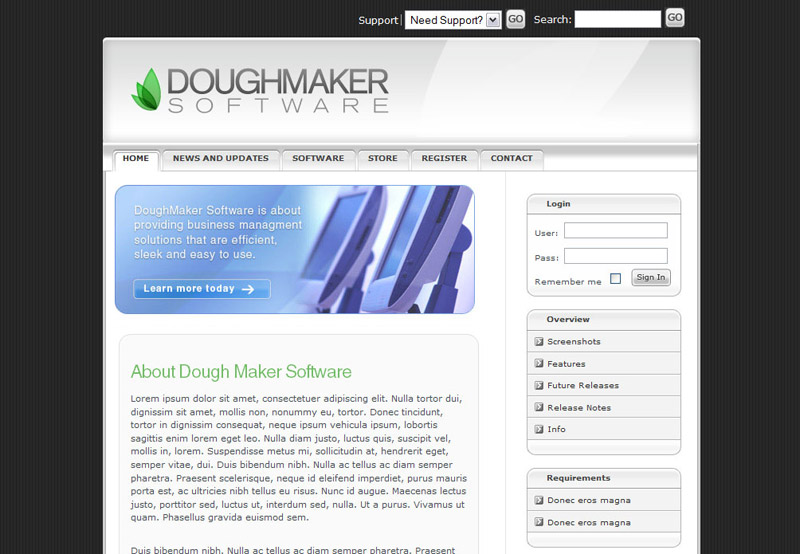 Support| Need Support? GO Search: GO
DOUGHMAKER
SOFTWARE
HOME NEWS AND UPDATES SOFTWARE STORE REGISTER CONTACT
DoughMaker Software is about
providing business managment
solutions that are efficient,
sleek and easy to use.
Learn more today
About Dough Maker Software
Lorem ipsum dolor sit amet, consectetuer adipiscing elit. Nulla tortor dui,
dignissim sit amet, mollis non, nonummy eu, tortor. Donec tincidunt,
tortor in dignissim consequat, neque ipsum vehicula ipsum, lobortis
sagittis enim lorem eget leo. Nulla diam justo, luctus quis, suscipit vel,
mollis in, lorem. Suspendisse metus mi, sollicitudin at, hendrerit eget,
semper vitae, dui. Duis bibendum nibh. Nulla ac tellus ac diam semper
pharetra. Praesent scelerisque, neque id eleifend imperdiet, purus mauris
porta est, ac ultricies nibh tellus eu risus. Nunc id augue. Maecenas lectus
justo, porttitor sed, luctus ut, interdum sed, nulla. Ut a purus. Vivamus ut
quam. Phasellus gravida euismod sem.
Duis bibendum nibh. Nulla ac tellus ac diam semper pharetra. Praesent
Login
User:
Pass:
Remember me Sign In
Overview
Screenshots
Features
Future Releases
Release Notes
Info
Requirements
Donec eros magna
Donec eros magna